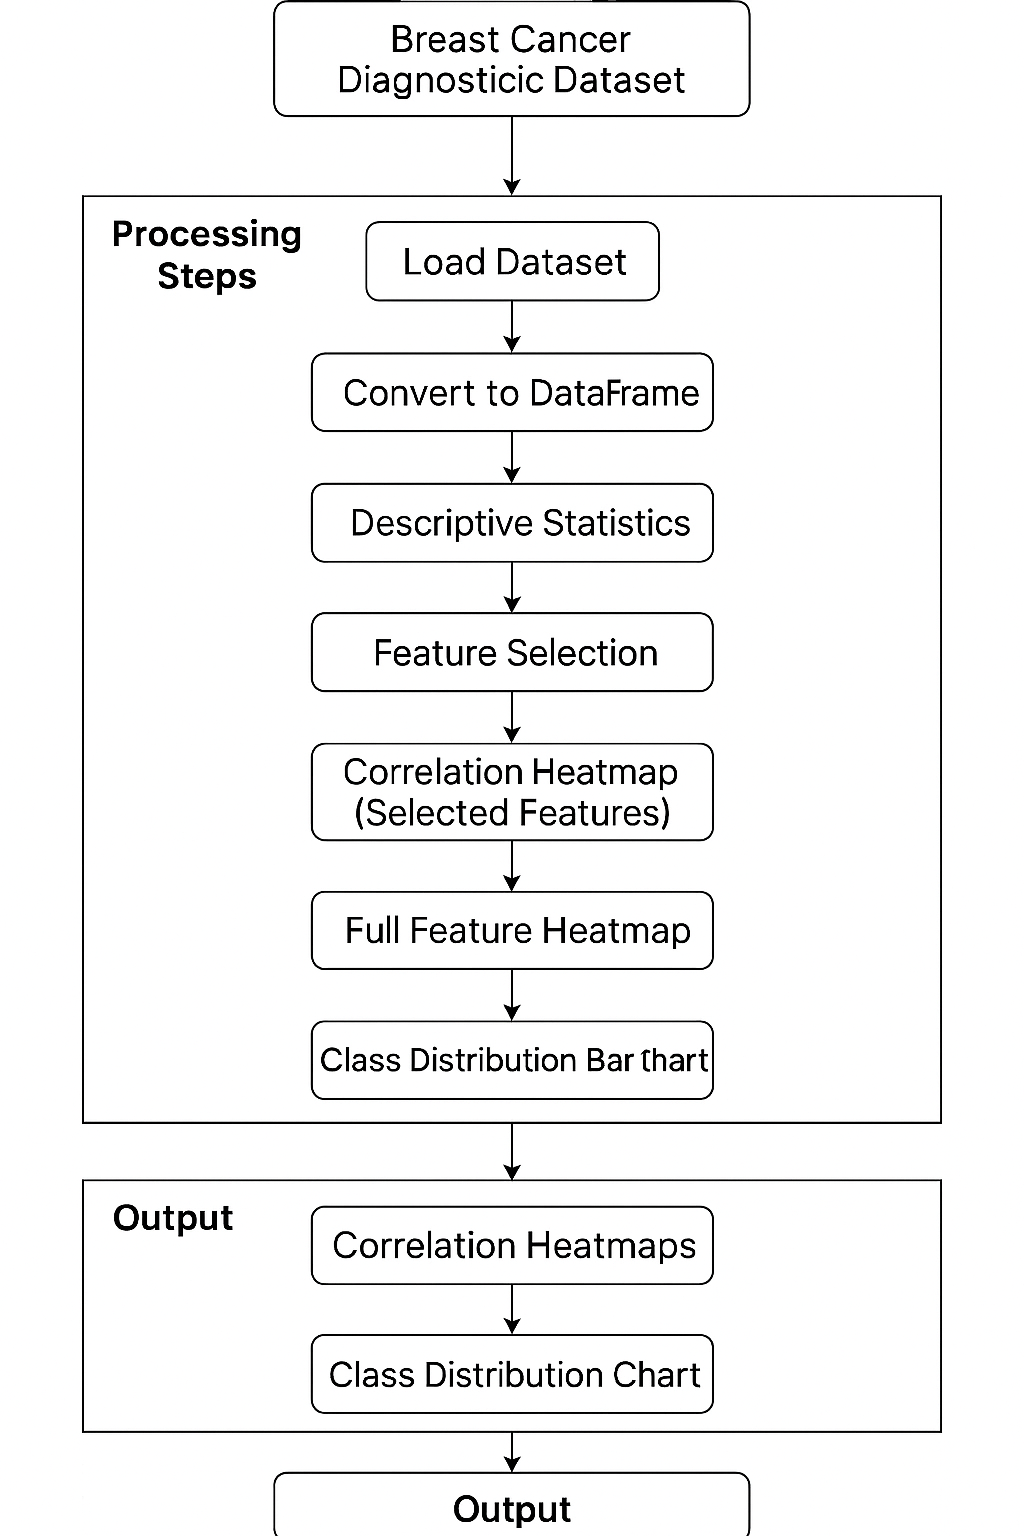 Breast Cancer
Diagnosticic Dataset
Processing
Steps
Load Dataset
Convert to DataFrame
Descriptive Statistics
Feature Selection
Correlation Heatmap
(Selected Features)
Full Feature Heatmap
Class Distribution Bar thart
Output
Correlation Heatmaps
Class Distribution Chart
Output